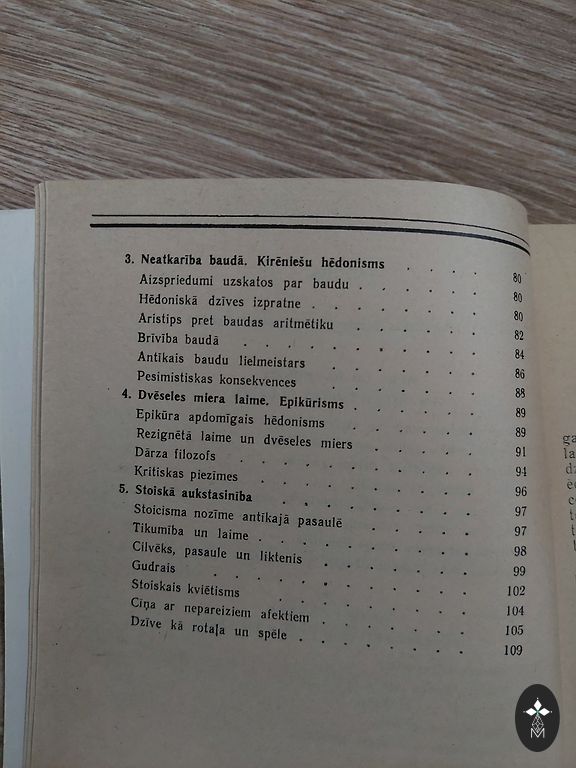 3. Neatkarība baudā. Kirēniešu hēdonisms . . . . 80
Aizspriedumi uzskatos par baudu . . . . . . 80
Hēdoniskā dzīves izpratne . . . . . . . 80
Aristips pret baudas aritmētiku . . . . . . 82
Brīvība baudā . . . . . . . . . 84
Antīkais baudu lielmeistars . . . . . . 86
Pesimistiskas konsekvences . . . . . . . 88
4. Dvēseles miera laime. Epikūrisms . . . . . . 89
Epikūra apdomīgais hēdonisms . . . . . . 89
Rezignētā laime un dvēseles miers . . . . . 91
Dārza filozofs . . . . . . . . . 94
Kritiskas piezīmes . . . . . . . . 96
5. Stoiskā aukstasinība . . . . . . . 97
Stoicisma nozīme antīkajā pasaulē . . . . . 97
Tikumība un laime . . . . . . . . 98
Cilvēks, pasaule un liktenis . . . . . . 99
Gudrais . . . . . . . . . . 102
Stoiskais kviētisms . . . . . . . . 104
Cīņa ar nepareiziem afektiem . . . . . . 105
Dzīve kā rotaļa un spēle . . . . . . . 109
M